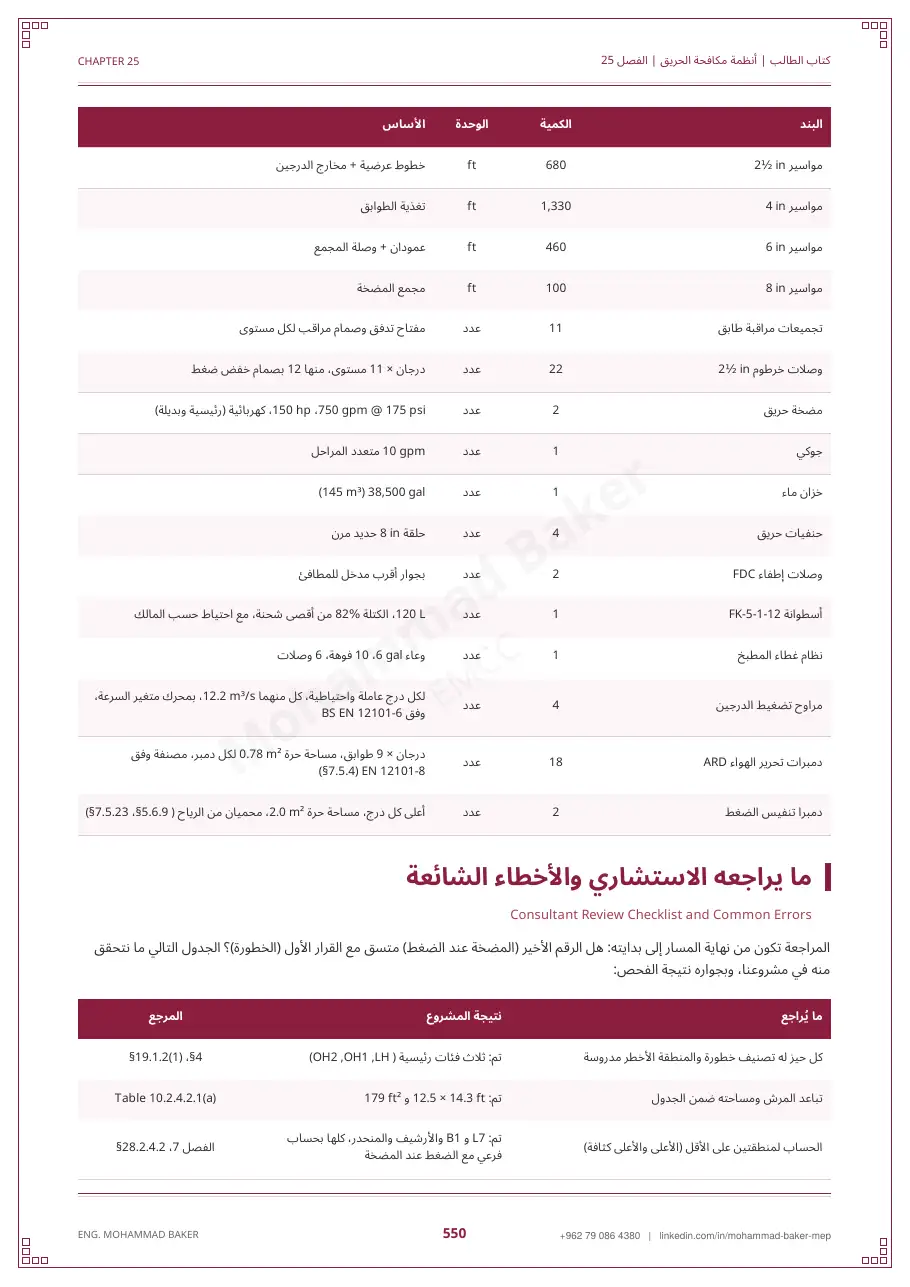 كتاب الطالب | أنظمة مكافحة الحريق | الفصل 25
CHAPTER 25
البند الكمية الوحدة الأساس
مواسير 2½ in 680 ft خطوط عرضية + مخارج الدرجين
مواسير 4 in 1,330 ft تغذية الطوابق
مواسير 6 in 460 ft عمودان + وصلة المجمع
مواسير 8 in 100 ft مجمع المضخة
تجميعات مراقبة طابق 11 عدد مفتاح تدفق وصمام مراقب لكل مستوى
وصلات خرطوم 2½ in 22 عدد درجان × 11 مستوى، منها 12 بصمام خفض ضغط
مضخة حريق 2 عدد 750 gpm @ 175 psi، 150 hp، كهربائية (رئيسية وبديلة)
جوكي 1 عدد 10 gpm متعدد المراحل
خزان ماء 1 عدد 38,500 gal (145 m³)
حنفيات حريق 4 عدد حلقة 8 in حديد مرن
وصلات إطفاء FDC 2 عدد بجوار أقرب مدخل للمطافئ
أسطوانة FK-5-1-12 1 عدد 120 L، الكتلة 82% من أقصى شحنة، مع احتياط حسب المالك
نظام غطاء المطبخ 1 عدد وعاء 6 gal، 10 فوهة، 6 وصلات
مراوح تضغيط الدرجين 4 عدد لكل درج عاملة واحتياطية، كل منهما 12.2 m³/s، بمحرك متغير السرعة،
وفق BS EN 12101-6
دمبرات تحرير الهواء ARD 18 عدد درجان × 9 طوابق، مساحة حرة 0.78 m² لكل دمبر، مصنفة وفق
EN 12101-8 (§7.5.4)
دمبرا تنفيس الضغط 2 عدد أعلى كل درج، مساحة حرة 2.0 m²، محميان من الرياح ( §5.6.9، §7.5.23)
ما يراجعه الاستشاري والأخطاء الشائعة
Consultant Review Checklist and Common Errors
المراجعة تكون من نهاية المسار إلى بدايته: هل الرقم الأخير (المضخة عند الضغط) متسق مع القرار الأول (الخطورة)؟ الجدول التالي ما نتحقق
منه في مشروعنا، وبجواره نتيجة الفحص:
ما يُراجع نتيجة المشروع المرجع
كل حيز له تصنيف خطورة والمنطقة الأخطر مدروسة تم: ثلاث فئات رئيسية ( LH، OH1، OH2) §4، §19.1.2(1)
تباعد المرش ومساحته ضمن الجدول تم: 12.5 × 14.3 ft و 179 ft² Table 10.2.4.2.1(a)
الحساب لمنطقتين على الأقل (الأعلى والأعلى كثافة) تم: L7 و B1 والأرشيف والمنحدر، كلها بحساب
فرعي مع الضغط عند المضخة الفصل 7، §28.2.4.2
ENG. MOHAMMAD BAKER
550
+962 79 086 4380 | linkedin.com/in/mohammad-baker-mep
Mohammad Baker
EMCC